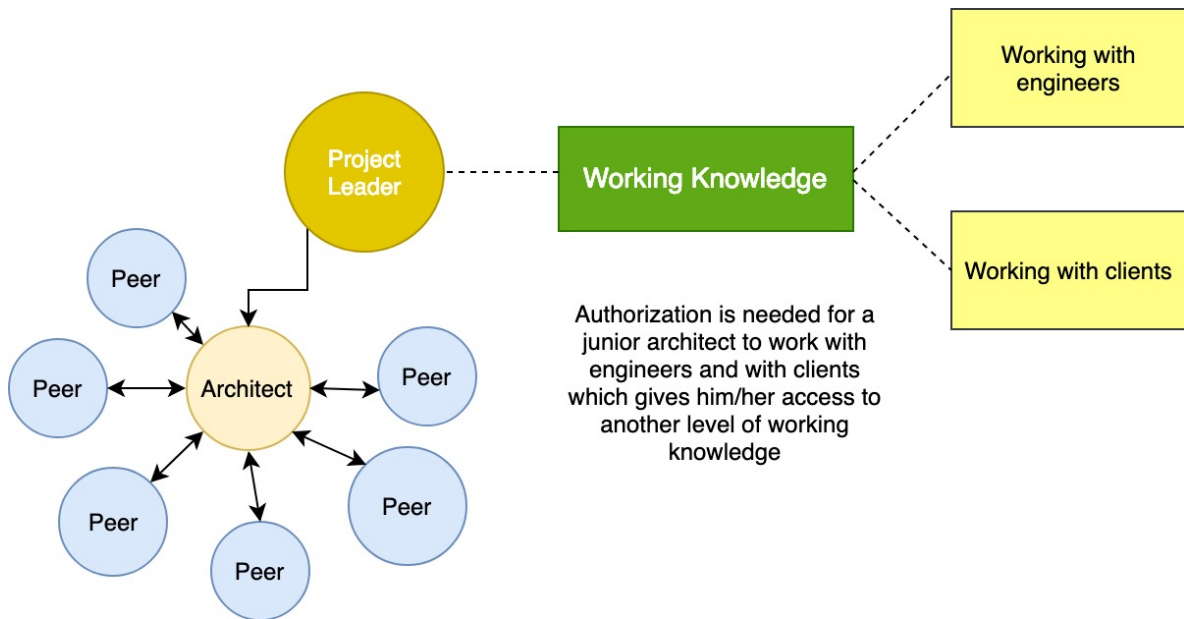 Working with
engineers
Project
Leader
Working Knowledge
Working with clients
Peer
Peer
Architect
Peer
Peer
Peer
Peer
Authorization is needed for a
junior architect to work with
engineers and with clients
which gives him/her access to
another level of working
knowledge